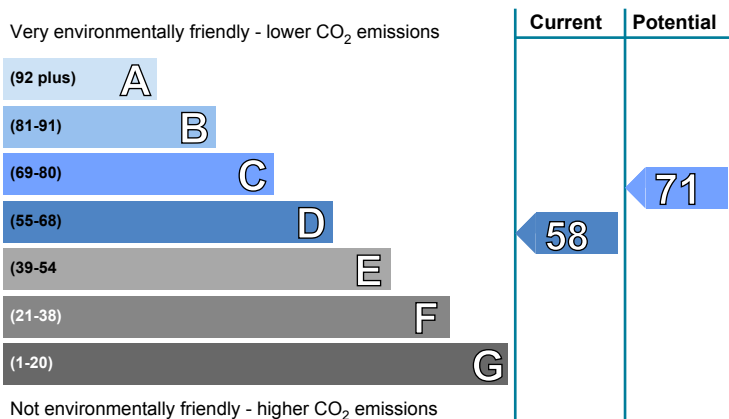 Very environmentally friendly - lower CO2 emissions
Current
Potential
(92 plus) A
(81-91) B
(69-80) C
(55-68) D
(39-54 E
(21-38) F
(1-20) G
58
71
Not environmentally friendly - higher CO2 emissions